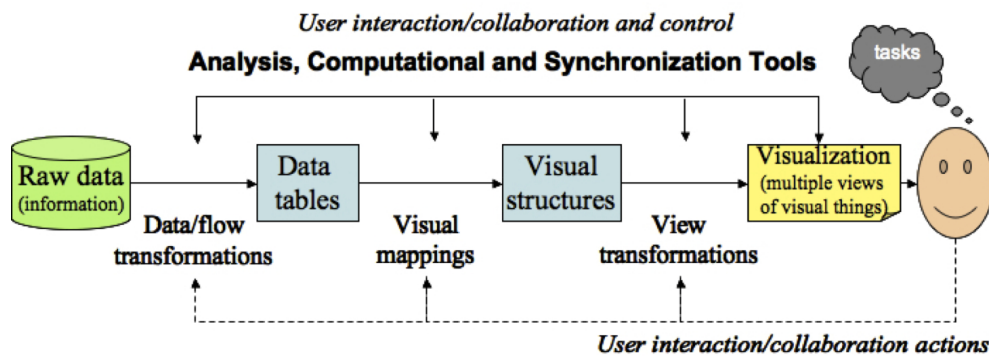 User interaction/collaboration and control
Analysis, Computational and Synchronization Tools
tasks
Raw data
(information)
Data
tables
Visual
structures
Visualization
(multiple views
of visual things)
Data/flow
transformations
Visual
mappings
View
transformations
User interaction/collaboration actions